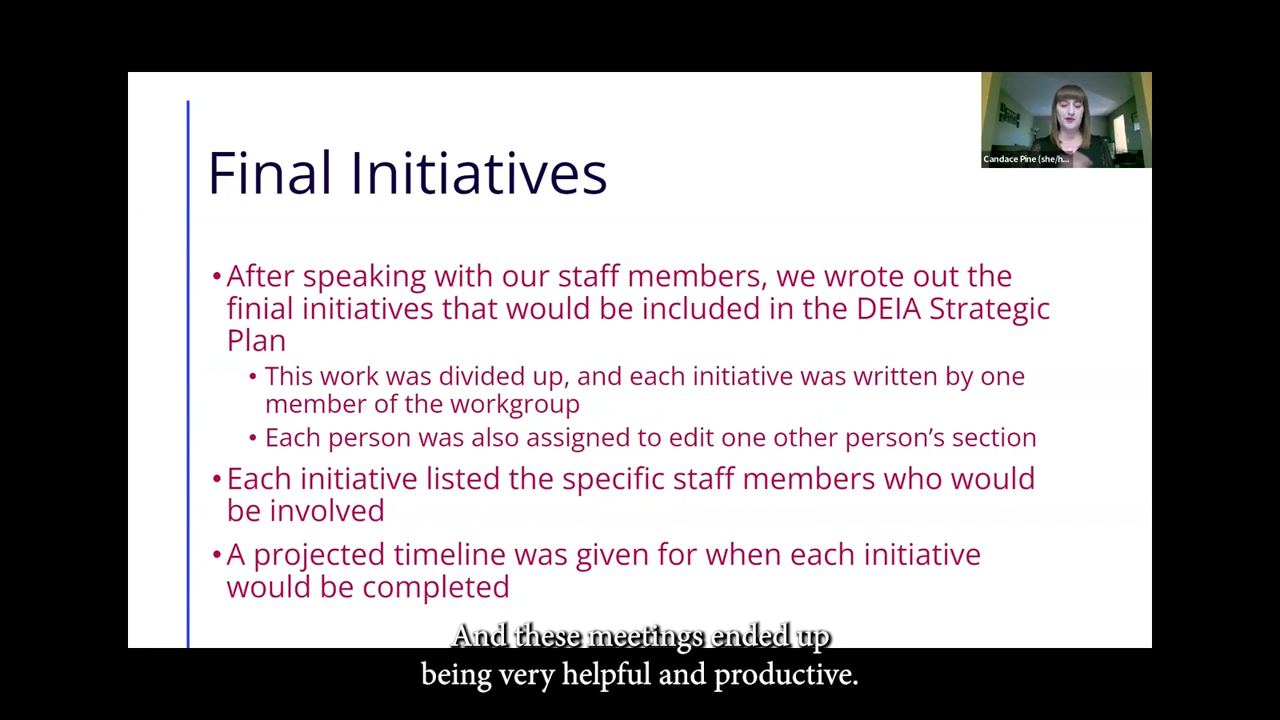 Candace Pine (she/h...
Final Initiatives
•After speaking with our staff members, we wrote out the
finial initiatives that would be included in the DEIA Strategic
Plan
• This work was divided up, and each initiative was written by one
member of the workgroup
• Each person was also assigned to edit one other person’s section
•Each initiative listed the specific staff members who would
be involved
•A projected timeline was given for when each initiative
would be completed
And these meetings ended up
being very helpful and productive.